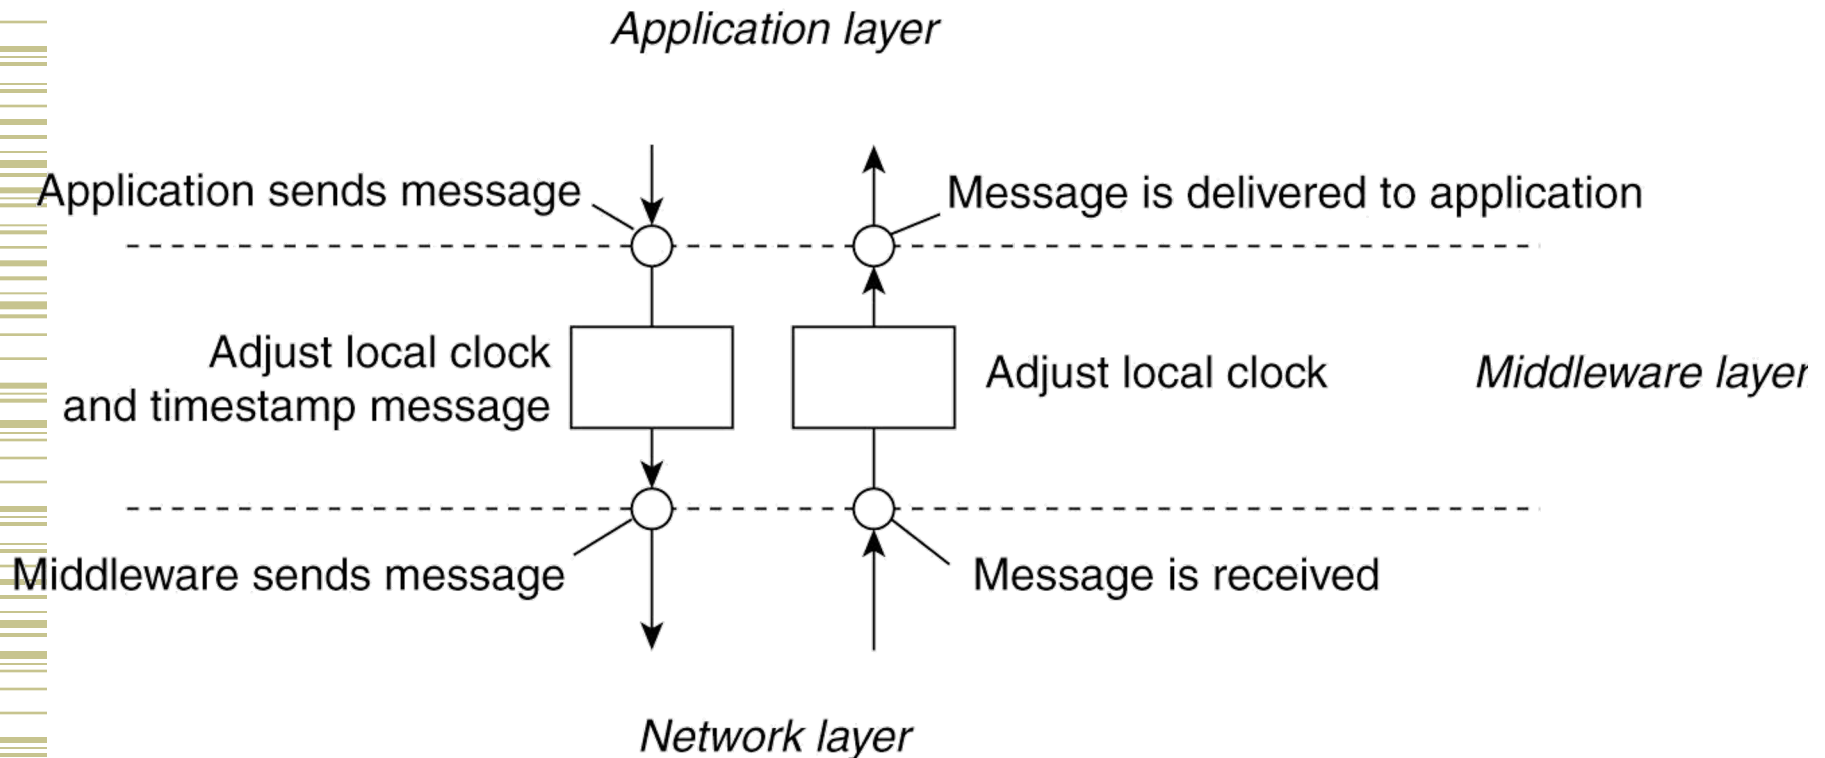 Application layer
Application sends message
Message is delivered to application
Adjust local clock
and timestamp message
Adjust local clock
Middleware layer
Middleware sends message
Message is received
Network layer